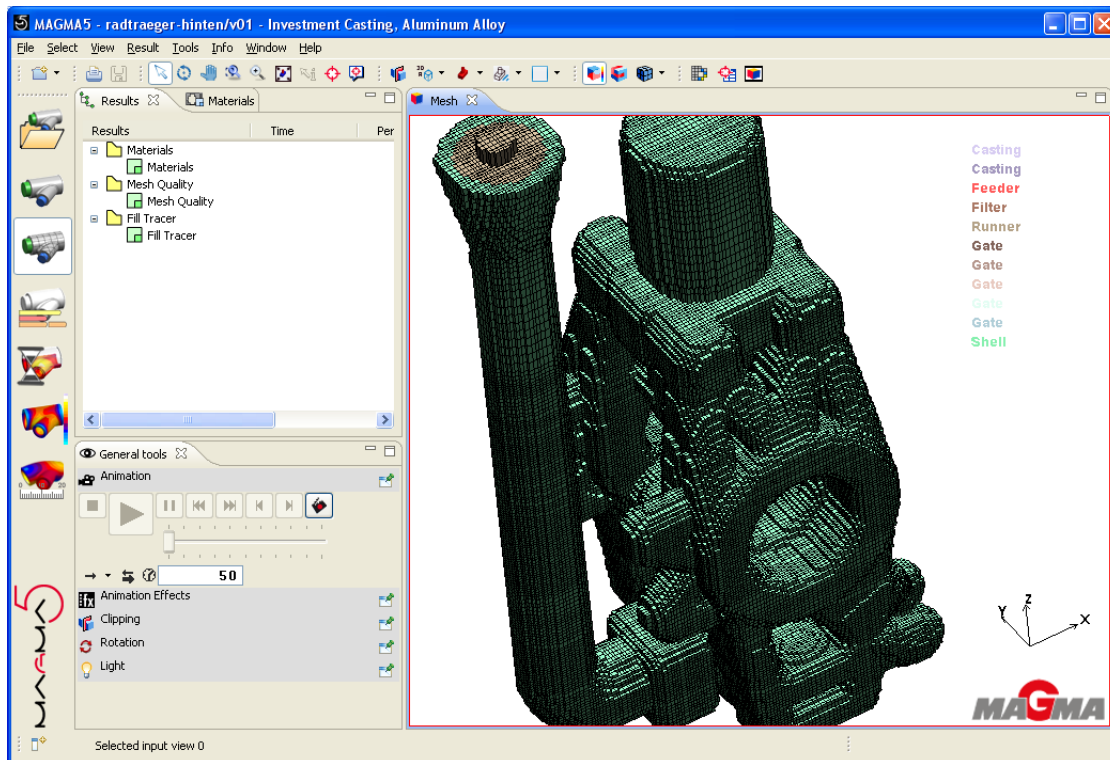 MAGMA5 - radtraeger-hinten/v01 - Investment Casting, Aluminum Alloy
File Select View Result Tools Info Window Help
Results
Materials
Results Time Per
Materials
Materials
Mesh Quality
Mesh Quality
Fill Tracer
Fill Tracer
General tools
Animation
50
Animation Effects
Clipping
Rotation
Light
Mesh
Casting
Casting
Feeder
Filter
Runner
Gate
Gate
Gate
Gate
Gate
Shell
Z
Y
X
MAGMA
MAGMA5
0 20
Selected input view 0